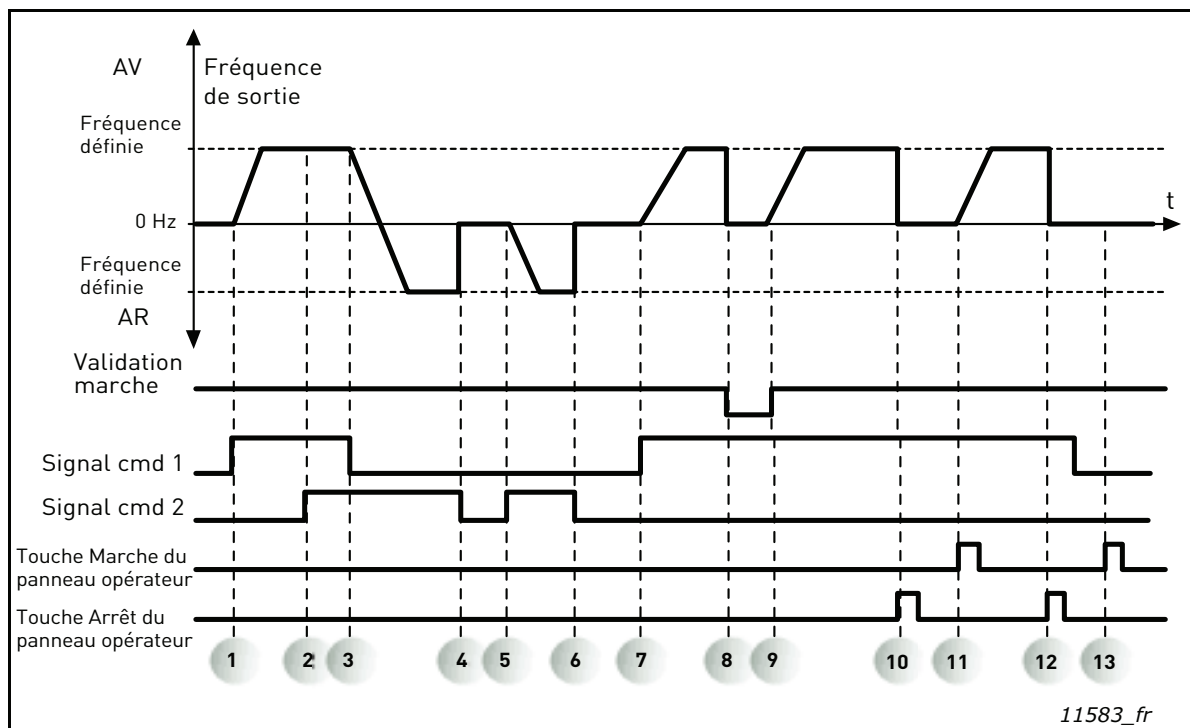 AV
Fréquence
de sortie
Fréquence
définie
t
0 Hz
Fréquence
définie
AR
Validation
marche
Signal cmd 1
Signal cmd 2
Touche Marche du
panneau opérateur
Touche Arrêt du
panneau opérateur
1 2 3 4 5 6 7 8 9 10 11 12 13
11583_fr